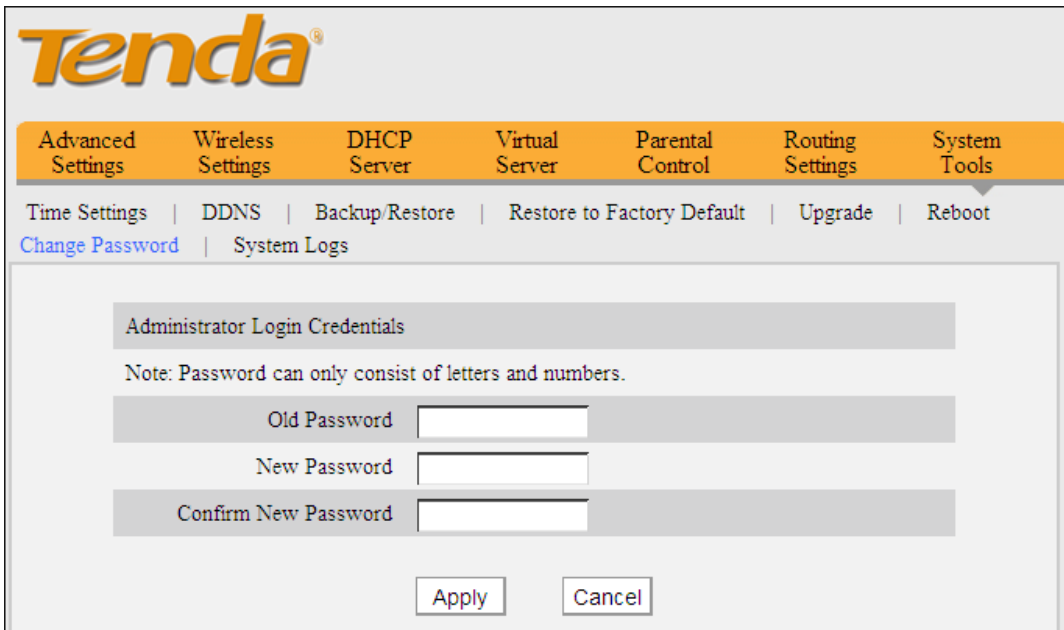 Tenda®
Advanced Settings
Wireless Settings
DHCP Server
Virtual Server
Parental Control
Routing Settings
System Tools
Time Settings | DDNS | Backup/Restore | Restore to Factory Default | Upgrade | Reboot
Change Password | System Logs
Administrator Login Credentials
Note: Password can only consist of letters and numbers.
Old Password
New Password
Confirm New Password
Apply Cancel